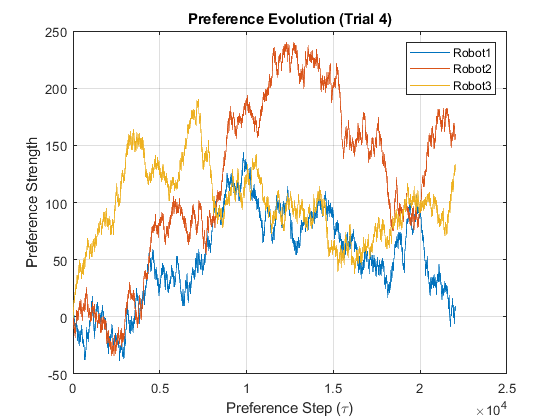 Preference Evolution (Trial 4)
250
200
150
100
50
0
-50
Preference Strength
Robot1
Robot2
Robot3
0 0.5 1 1.5 2 2.5
×10⁴
Preference Step (τ)